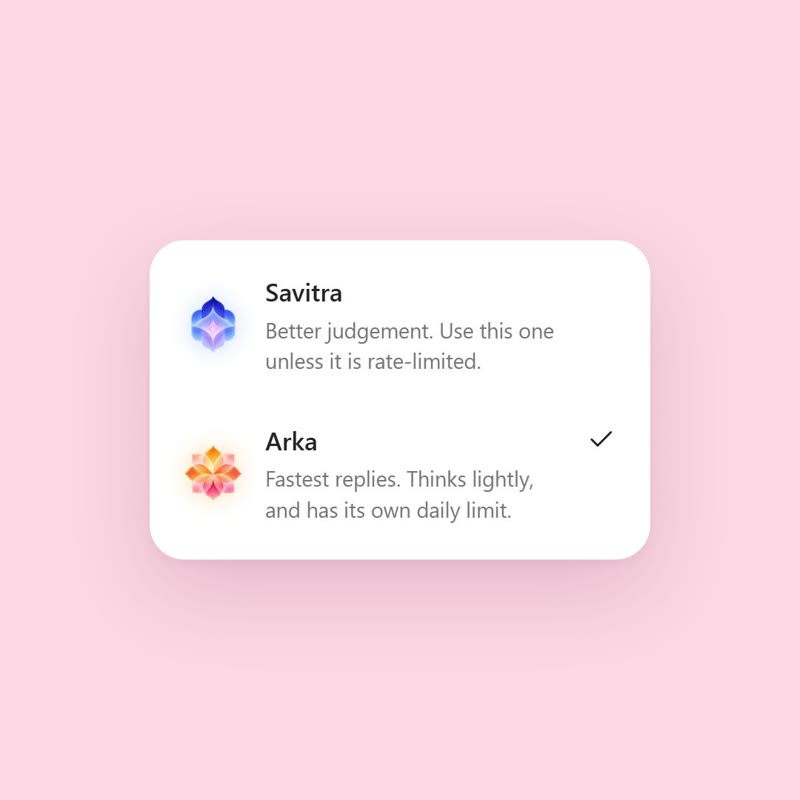 Savitra
Better judgement. Use this one
unless it is rate-limited.
Arka
Fastest replies. Thinks lightly,
and has its own daily limit.